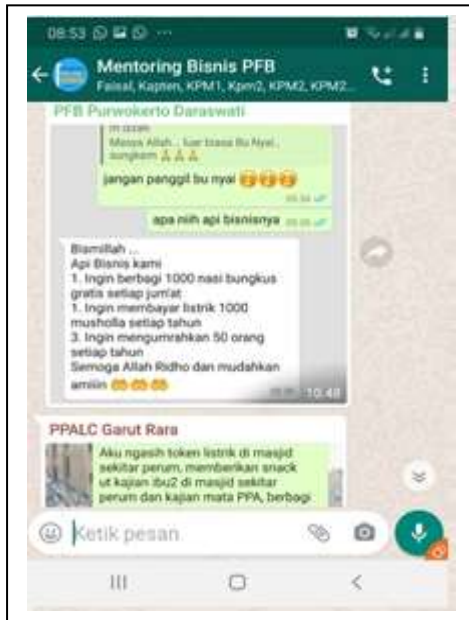 08:53
Mentoring Bisnis PFB
Faisal, Kapten, KPM1, Kpm2, KPM2, KPM2...
PFB Purwokerto Daraswati
Masya Allah.. luar biasa Bu Nyai..
sungkem
jangan panggil bu nyai
apa niih api bisnisnya
Bismillah ...
Api Bisnis kami
1. Ingin berbagi 1000 nasi bungkus
gratis setiap jum'at
1. Ingin membayar listrik 1000
musholla setiap tahun
3. Ingin mengumrahkan 50 orang
setiap tahun
Semoga Allah Ridho dan mudahkan
amiiin
10:48
PPALC Garut Rara
Aku ngasih token listrik di masjid
sekitar perum, memberikan snack
ut kajian ibu2 di masjid sekitar
perum dan kajian mata PPA, berbagi
Ketik pesan